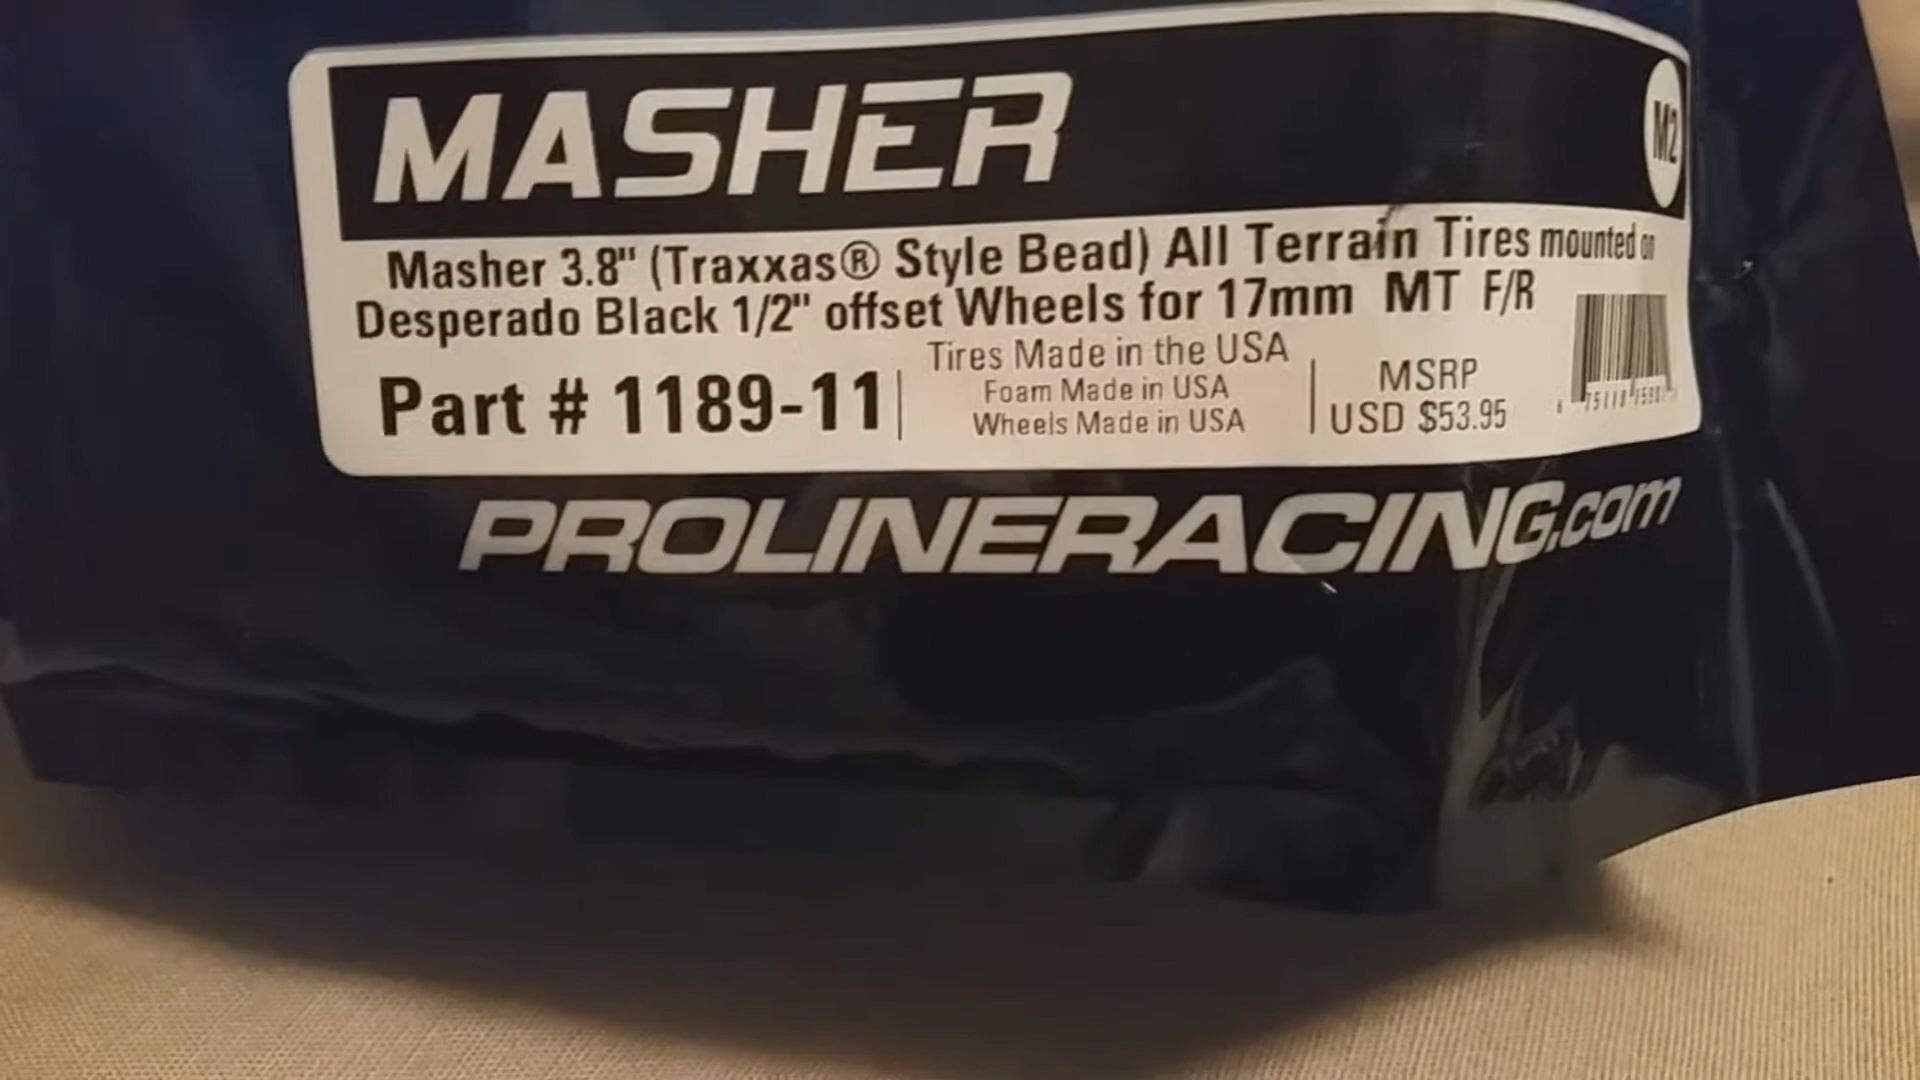 MASHER
M2
Masher 3.8" (Traxxas® Style Bead) All Terrain Tires mounted on
Desperado Black 1/2" offset Wheels for 17mm MT F/R
Part # 1189-11
Tires Made in the USA
Foam Made in USA
Wheels Made in USA
MSRP
USD $53.95
PROLINERACING.com